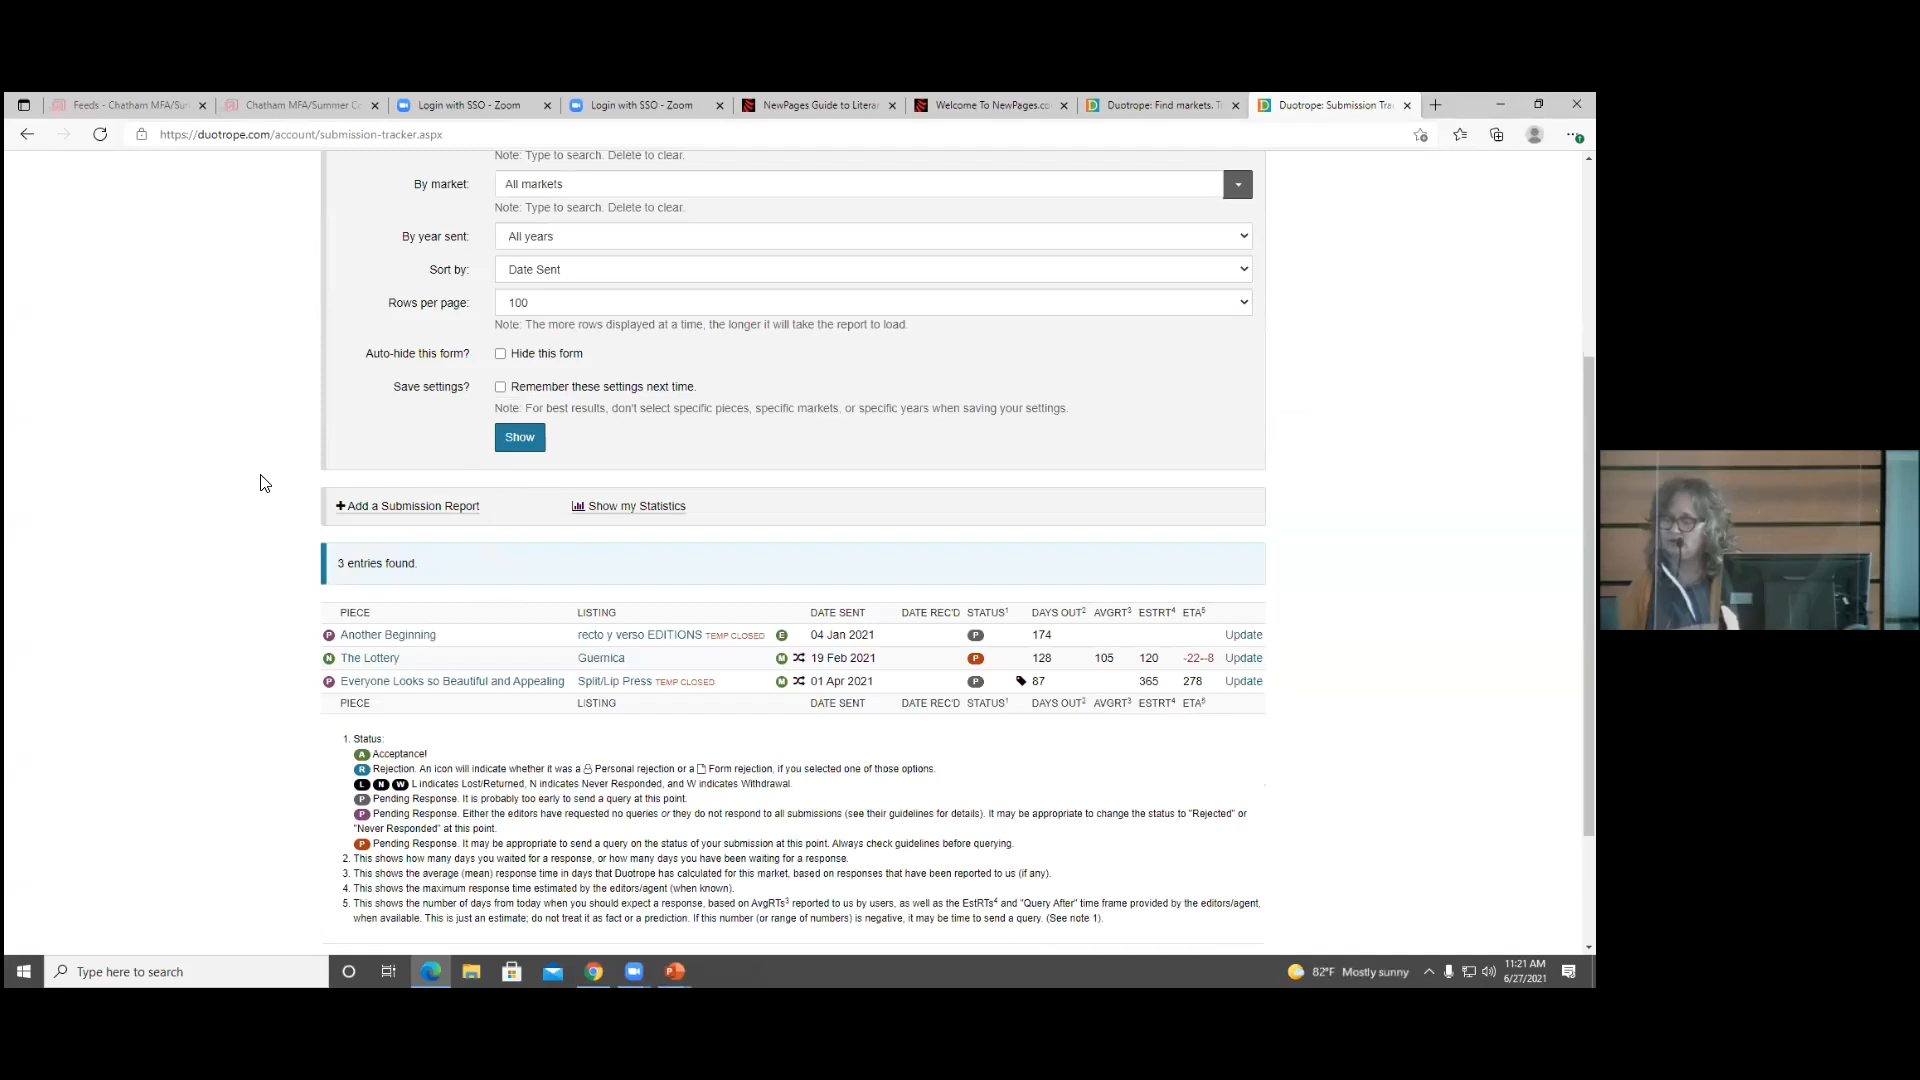 Feeds - Chatham MFA/Su
Chatham MFA/Summer C
Login with SSO - Zoom
Login with SSO - Zoom
NewPages Guide to Literar
Welcome To NewPages.co
Duotrope: Find markets. T
Duotrope: Submission Tra
https://duotrope.com/account/submission-tracker.aspx
Note: Type to search. Delete to clear.
By market: All markets
Note: Type to search. Delete to clear.
By year sent: All years
Sort by: Date Sent
Rows per page: 100
Note: The more rows displayed at a time, the longer it will take the report to load.
Auto-hide this form? Hide this form
Save settings? Remember these settings next time.
Note: For best results, don't select specific pieces, specific markets, or specific years when saving your settings.
Show
Add a Submission Report Show my Statistics
3 entries found.
PIECE LISTING DATE SENT DATE REC'D STATUS1 DAYS OUT2 AVGRT3 ESTRT4 ETA5
P Another Beginning recto y verso EDITIONS TEMP CLOSED E 04 Jan 2021 P 174 Update
N The Lottery Guernica M 19 Feb 2021 P 128 105 120 -22--8 Update
P Everyone Looks so Beautiful and Appealing Split/Lip Press TEMP CLOSED M 01 Apr 2021 P 87 365 278 Update
PIECE LISTING DATE SENT DATE REC'D STATUS1 DAYS OUT2 AVGRT3 ESTRT4 ETA5
1. Status:
A Acceptance!
R Rejection. An icon will indicate whether it was a Personal rejection or a Form rejection, if you selected one of those options.
L N W L indicates Lost/Returned, N indicates Never Responded, and W indicates Withdrawal.
P Pending Response. It is probably too early to send a query at this point.
P Pending Response. Either the editors have requested no queries or they do not respond to all submissions (see their guidelines for details). It may be appropriate to change the status to "Rejected" or
"Never Responded" at this point.
P Pending Response. It may be appropriate to send a query on the status of your submission at this point. Always check guidelines before querying.
2. This shows how many days you waited for a response, or how many days you have been waiting for a response.
3. This shows the average (mean) response time in days that Duotrope has calculated for this market, based on responses that have been reported to us (if any).
4. This shows the maximum response time estimated by the editors/agent (when known).
5. This shows the number of days from today when you should expect a response, based on AvgRTs3 reported to us by users, as well as the EstRTs4 and "Query After" time frame provided by the editors/agent,
when available. This is just an estimate; do not treat it as fact or a prediction. If this number (or range of numbers) is negative, it may be time to send a query. (See note 1).
Type here to search
82°F Mostly sunny
11:21 AM
6/27/2021